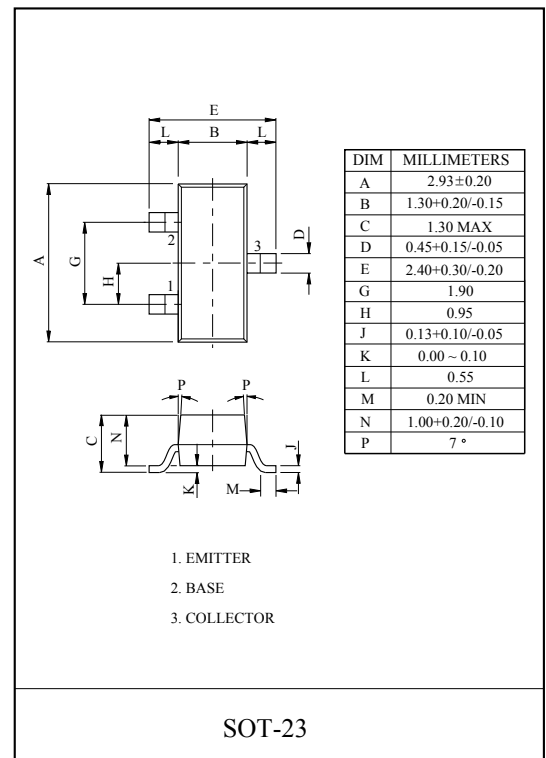 E
L B L
A
G
H
2
1
3
D
DIM MILLIMETERS
A 2.93±0.20
B 1.30+0.20/-0.15
C 1.30 MAX
D 0.45+0.15/-0.05
E 2.40+0.30/-0.20
G 1.90
H 0.95
J 0.13+0.10/-0.05
K 0.00 ~ 0.10
L 0.55
M 0.20 MIN
N 1.00+0.20/-0.10
P 7 °
P P
C
N
K
M
J
1. EMITTER
2. BASE
3. COLLECTOR
SOT-23